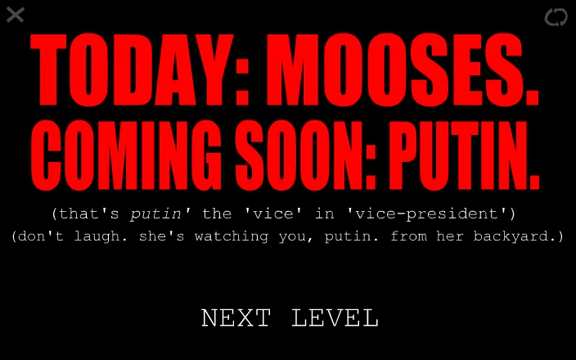 TODAY: MOOSES.
COMING SOON: PUTIN.
(that's putin' the 'vice' in 'vice-president')
(don't laugh. she's watching you, putin. from her backyard.)
NEXT LEVEL